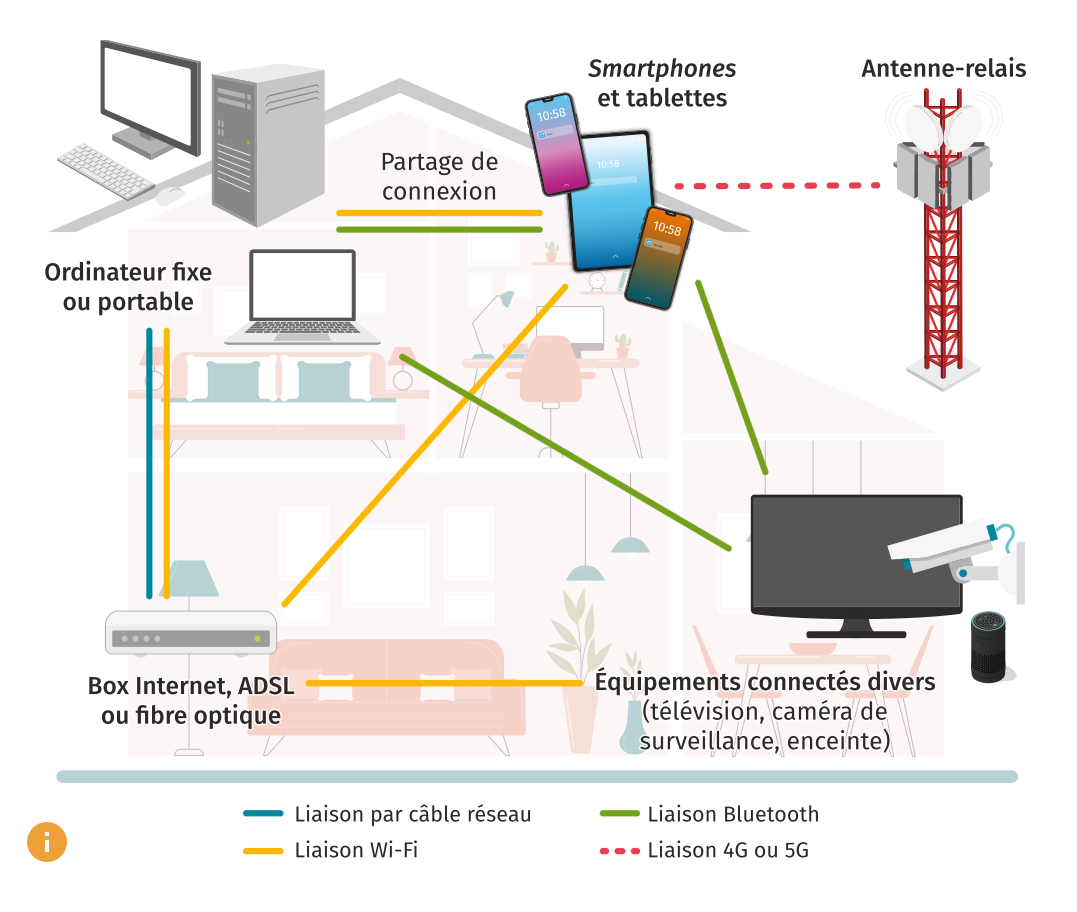 Smartphones
et tablettes
Antenne-relais
10:58
10:58
10:58
Partage de
connexion
Ordinateur fixe
ou portable
Box Internet, ADSL
ou fibre optique
Équipements connectés divers
(télévision, caméra de
surveillance, enceinte)
Liaison par câble réseau
Liaison Bluetooth
Liaison Wi-Fi
Liaison 4G ou 5G
i